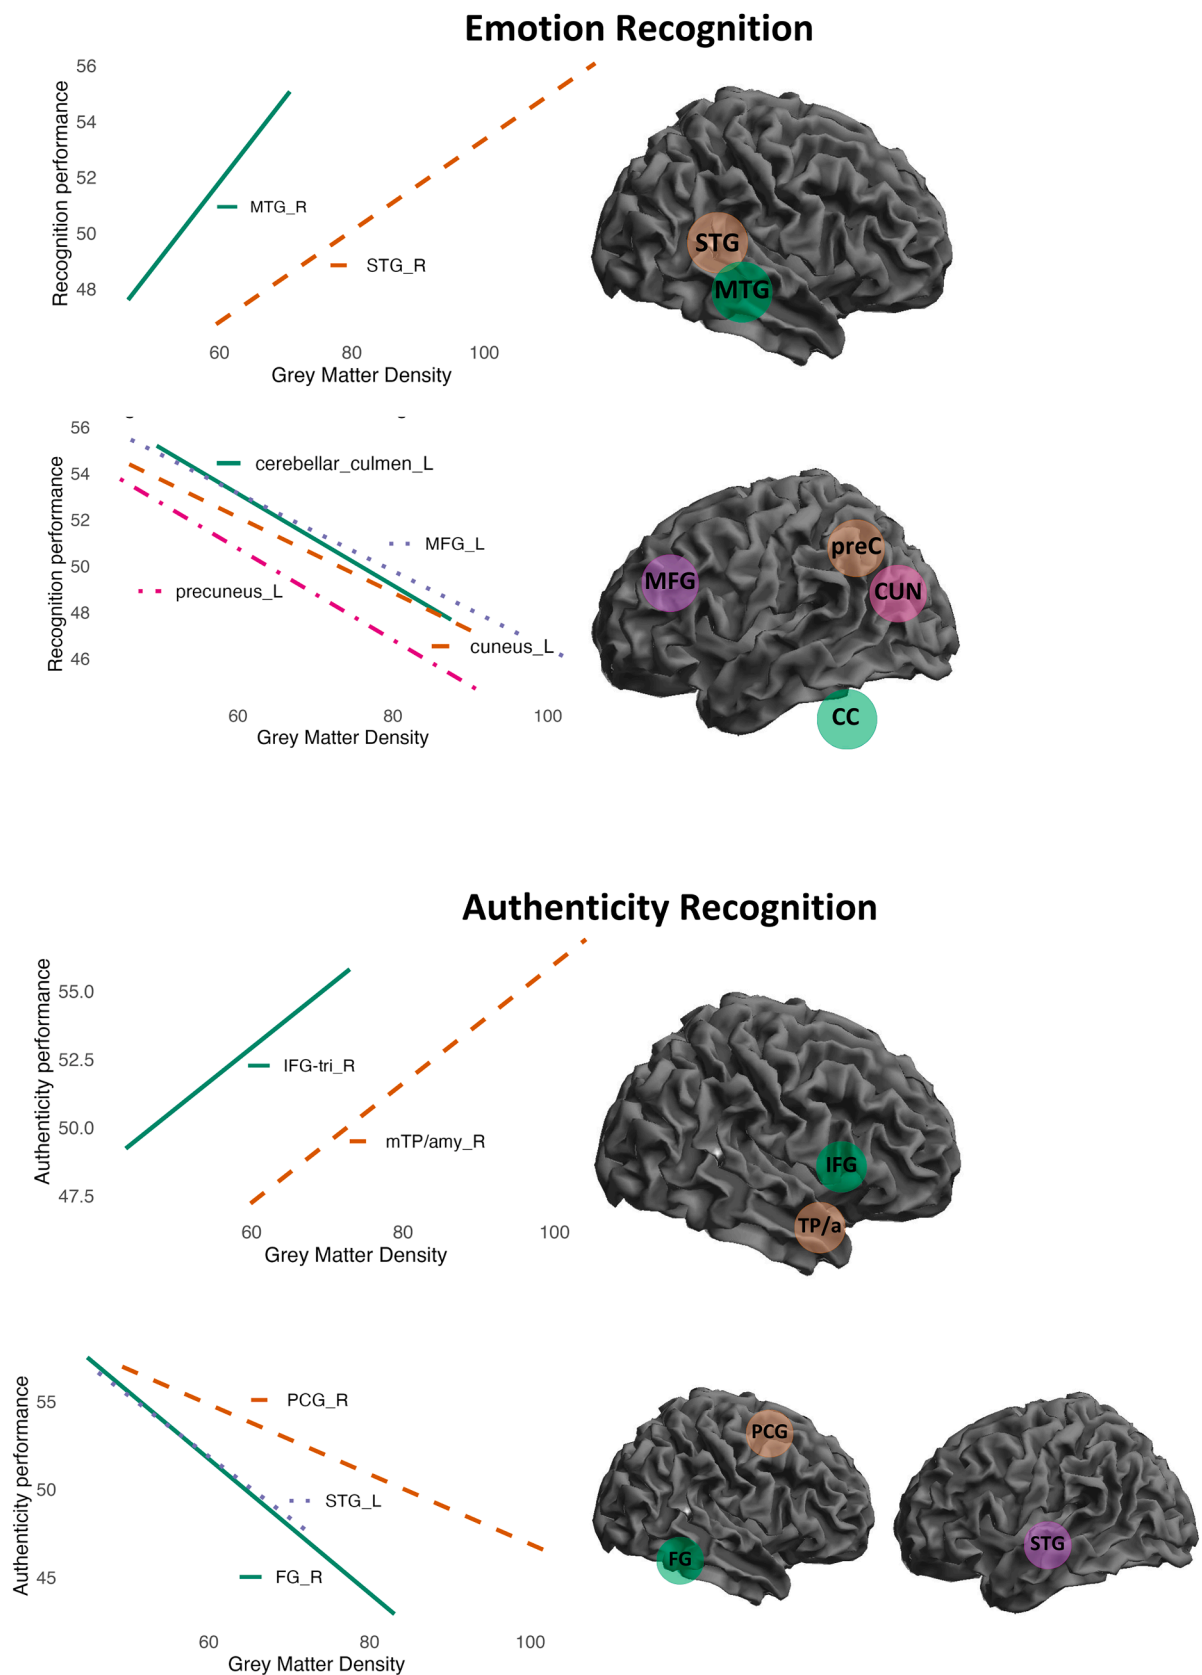 Emotion Recognition
56
54
52
50
48
Recognition performance
MTG_R
STG_R
60 80 100
Grey Matter Density
STG
MTG
56
54
52
50
48
46
Recognition performance
cerebellar_culmen_L
MFG_L
precuneus_L
cuneus_L
60 80 100
Grey Matter Density
preC
MFG
CUN
CC
Authenticity Recognition
55.0
52.5
50.0
47.5
Authenticity performance
IFG-tri_R
mTP/amy_R
60 80 100
Grey Matter Density
IFG
TP/a
55
50
45
Authenticity performance
PCG_R
STG_L
FG_R
60 80 100
Grey Matter Density
PCG
FG
STG